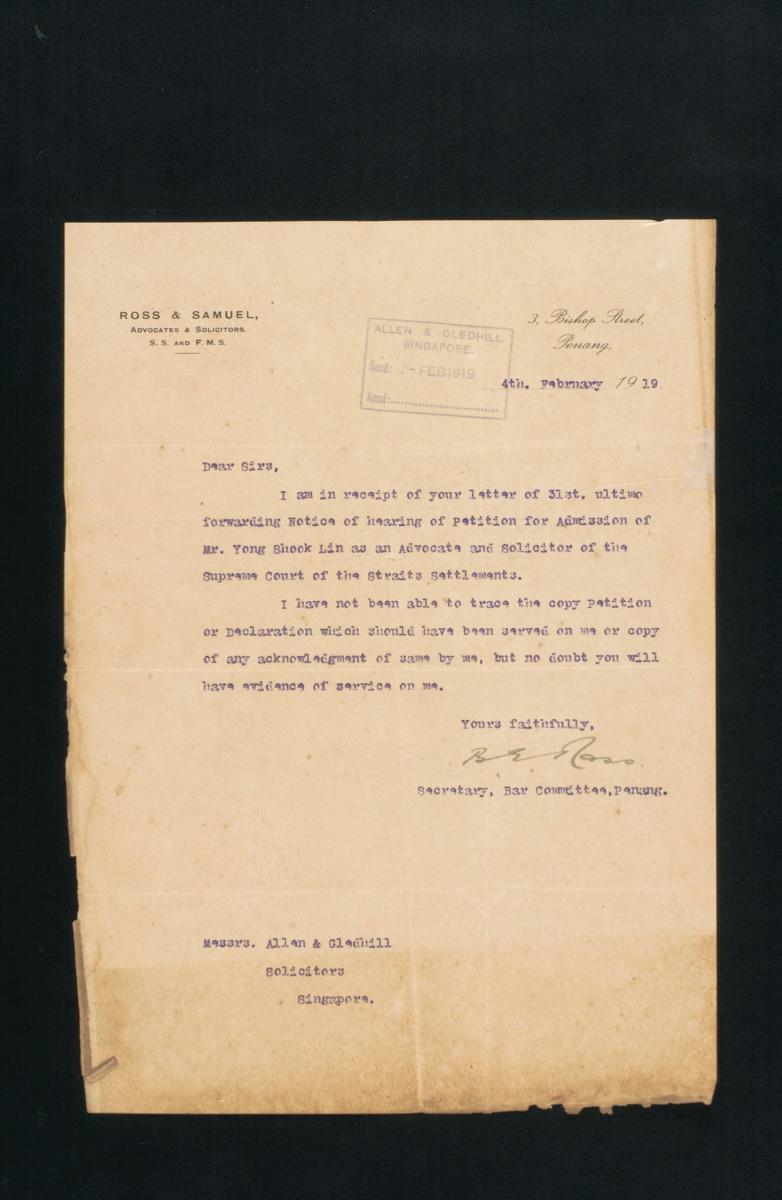 ROSS & SAMUEL,
ADVOCATES & SOLICITORS.
S. S. AND F. M. S.
3, Bishop Street,
Penang,
ALLEN & GLEDHILL
SINGAPORE.
Recd: 7-FEB1919
Ansd:
4th. February 1919.
Dear Sirs,
I am in receipt of your letter of 31st. ultimo
forwarding Notice of hearing of Petition for Admission of
Mr. Yong Shook Lin as an Advocate and Solicitor of the
Supreme Court of the Straits Settlements.
I have not been able to trace the copy Petition
or Declaration which should have been served on me or copy
of any acknowledgment of same by me, but no doubt you will
have evidence of service on me.
Yours faithfully,
B E Ross.
Secretary, Bar Committee,Penang.
Messrs. Allen & Gledhill
Solicitors
Singapore.